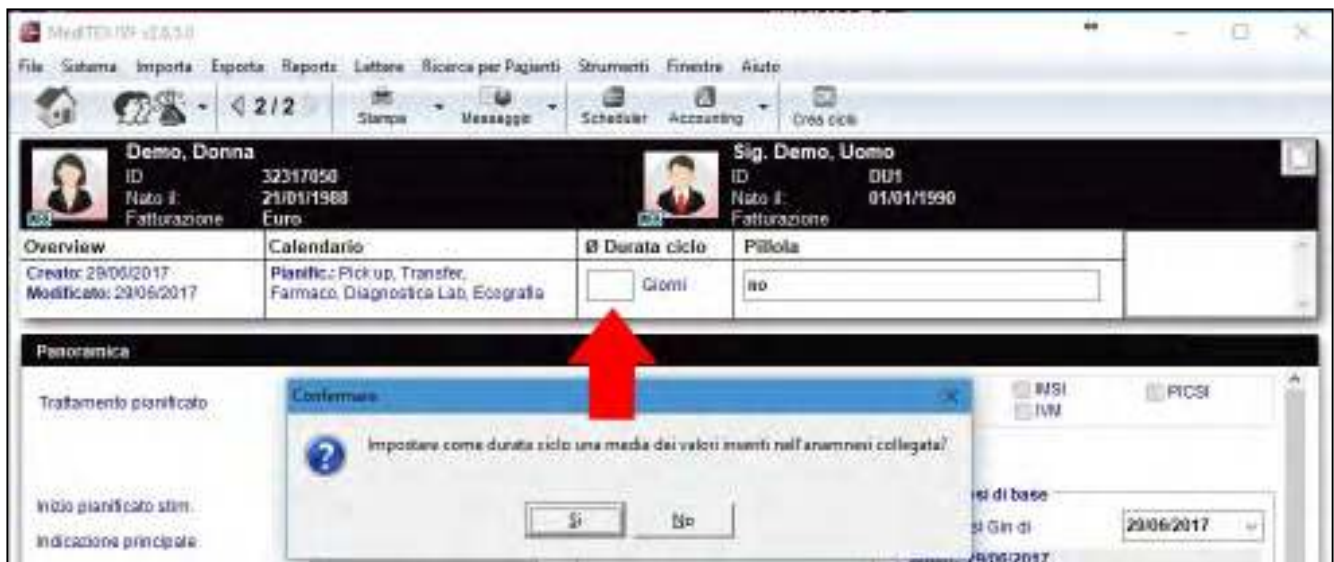 MediTEX IVF
File Sistema Importa Esporta Reports Lettere Ricerca per Pazienti Strumenti Finestre Aiuto
2/2 Stampa Messaggio Scheduler Accounting Crea ciclo
Demo, Donna
ID 32317050
Nato il: 21/01/1988
Fatturazione Euro
Sig. Demo, Uomo
ID DU1
Nato il: 01/01/1990
Fatturazione
Overview Calendario Ø Durata ciclo Pillola
Creato: 29/06/2017 Pianific.: Pick up, Transfer, Giorni no
Modificato: 29/06/2017 Farmaco, Diagnostica Lab, Ecografia
Panoramica
Trattamento pianificato
IMSI PICSI
IVM
Confermare
Impostare come durata ciclo una media dei valori inseriti nell'anamnesi collegata?
Sì No
Inizio pianificato stim.
Indicazione principale
si di base
si Gin di 29/06/2017
29/06/2017